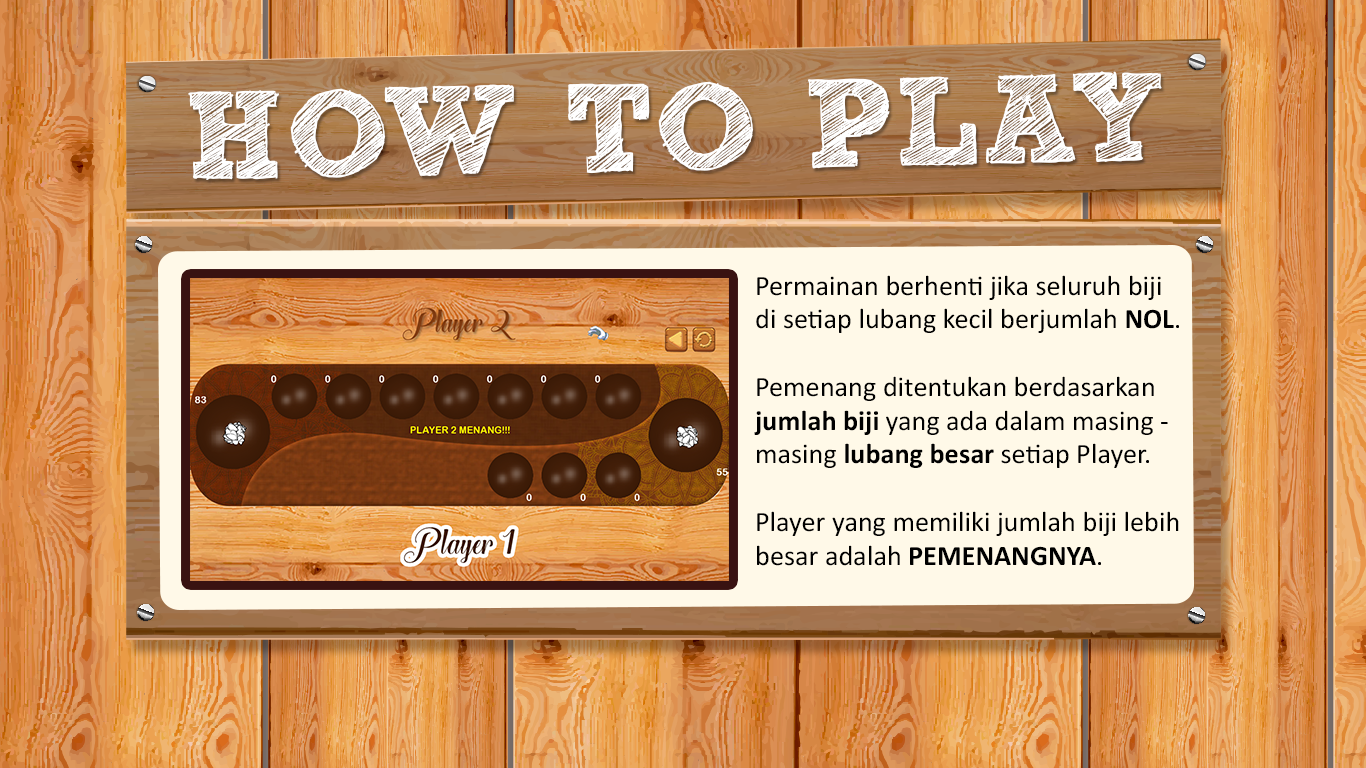 HOW TO PLAY
Player 2
0 0 0 0 0 0 0
83
PLAYER 2 MENANG!!!
55
0 0 0
Player 1
Permainan berhenti jika seluruh biji
di setiap lubang kecil berjumlah NOL.
Pemenang ditentukan berdasarkan
jumlah biji yang ada dalam masing -
masing lubang besar setiap Player.
Player yang memiliki jumlah biji lebih
besar adalah PEMENANGNYA.